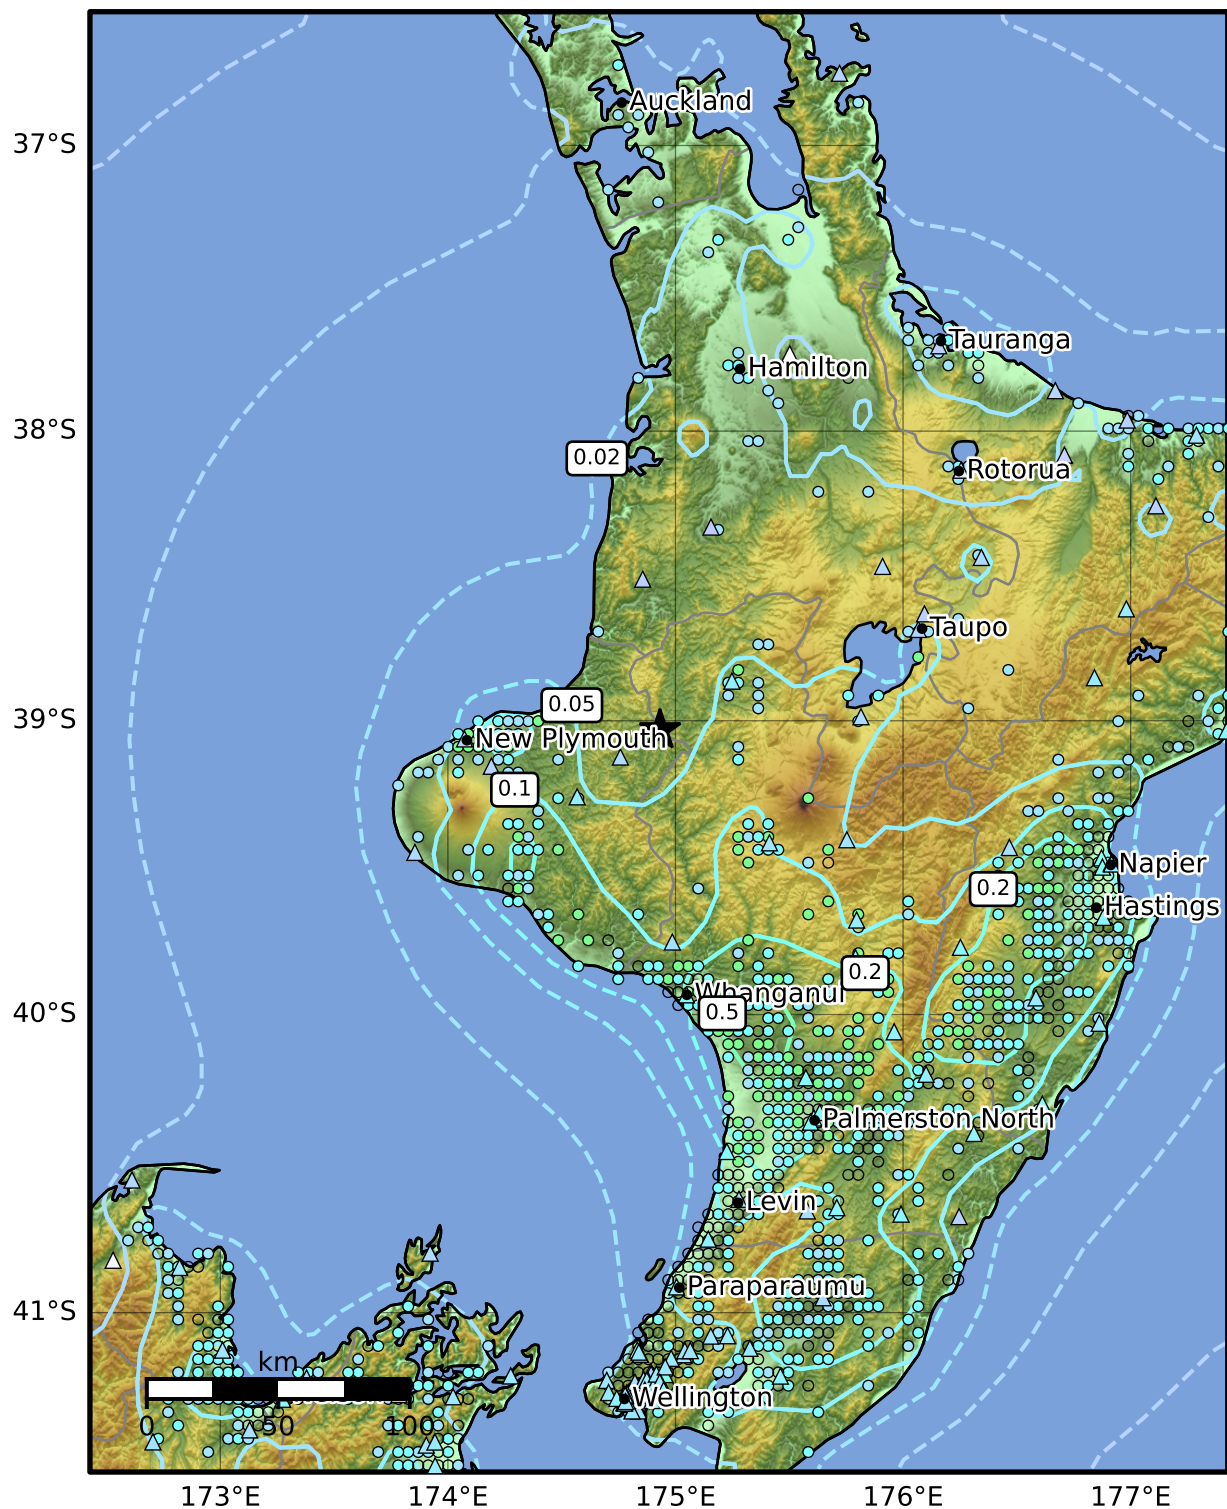 Auckland
37°S
Tauranga
Hamilton
38°S
0.02
Rotorua
Taupo
0.05
39°S
New Plymouth
0.1
Napier
0.2
Hastings
0.2
Whanganui
0.5
40°S
Palmerston North
Levin
Paraparaumu
41°S
km
Wellington
0 50 100
173°E 174°E 175°E 176°E 177°E